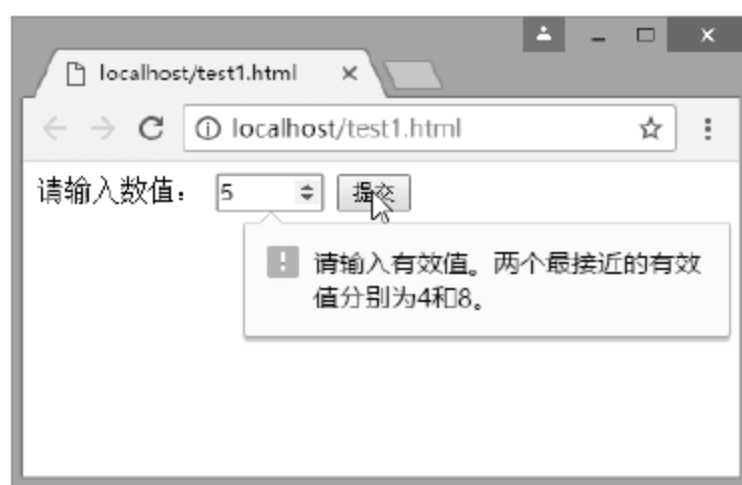 localhost/test1.html
localhost/test1.html
请输入数值： 5 提交
请输入有效值。两个最接近的有效
值分别为4和8。